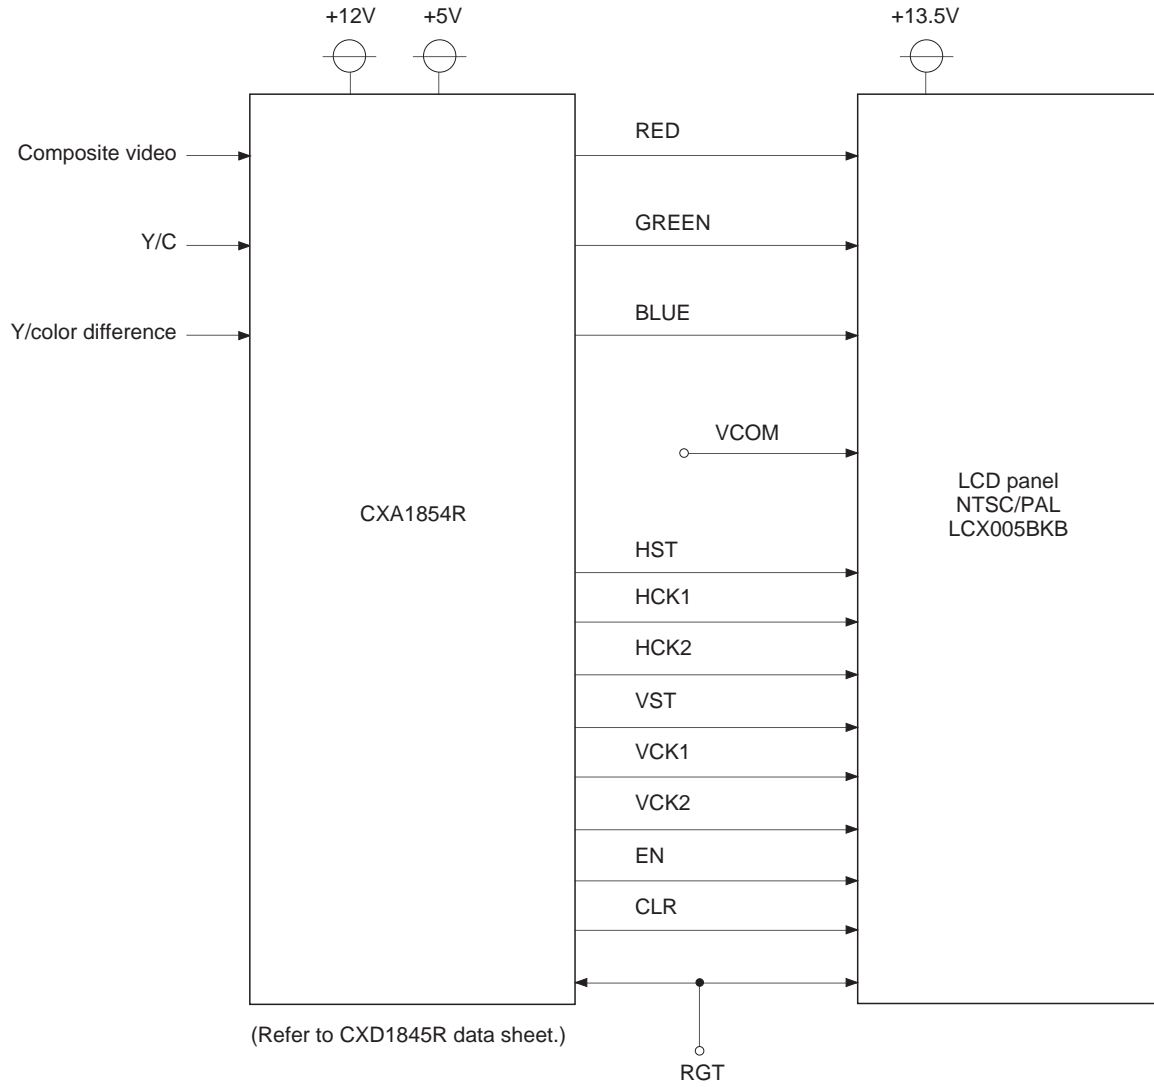 +12V
+5V
+13.5V
Composite video
RED
Y/C
GREEN
Y/color difference
BLUE
VCOM
CXA1854R
LCD panel
NTSC/PAL
LCX005BKB
HST
HCK1
HCK2
VST
VCK1
VCK2
EN
CLR
(Refer to CXD1845R data sheet.)
RGT